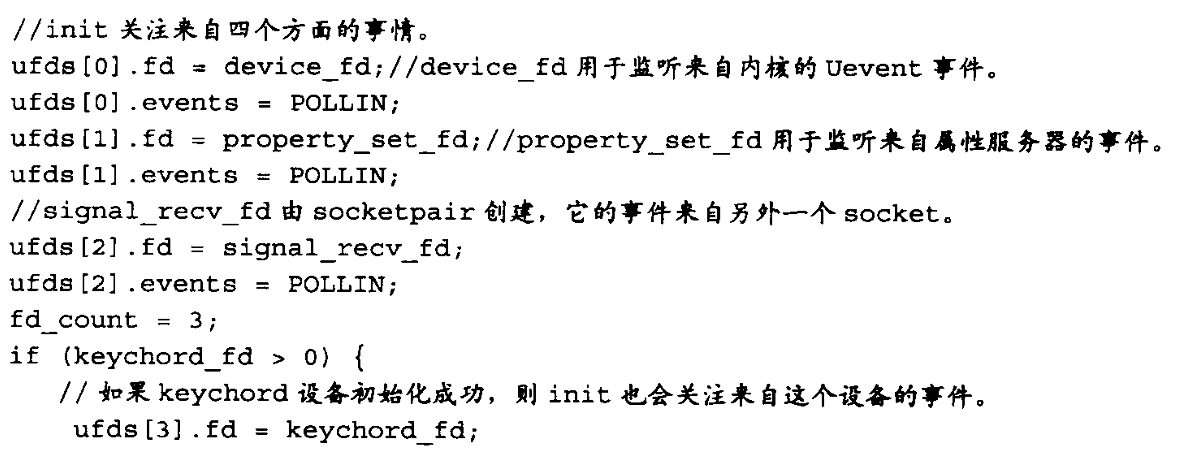 //init 关注来自四个方面的事情。
ufds[0].fd = device_fd;//device_fd 用于监听来自内核的 Uevent 事件。
ufds[0].events = POLLIN;
ufds[1].fd = property_set_fd;//property_set_fd 用于监听来自属性服务器的事件。
ufds[1].events = POLLIN;
//signal_recv_fd 由 socketpair 创建，它的事件来自另外一个 socket。
ufds[2].fd = signal_recv_fd;
ufds[2].events = POLLIN;
fd_count = 3;
if (keychord_fd > 0) {
// 如果 keychord 设备初始化成功，则 init 也会关注来自这个设备的事件。
ufds[3].fd = keychord_fd;